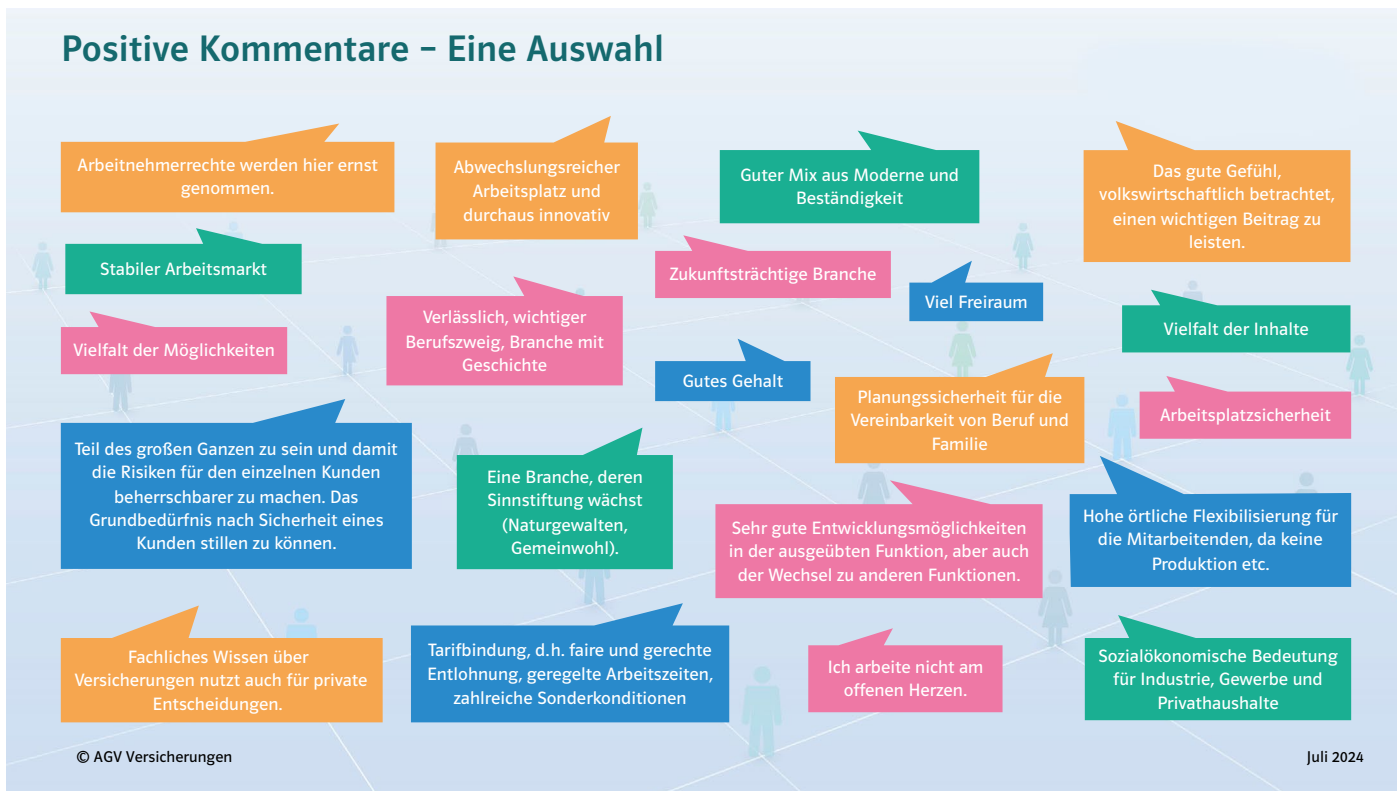 Positive Kommentare – Eine Auswahl
Arbeitnehmerrechte werden hier ernst
genommen.
Abwechslungsreicher
Arbeitsplatz und
durchaus innovativ
Guter Mix aus Moderne und
Beständigkeit
Das gute Gefühl,
volkswirtschaftlich betrachtet,
einen wichtigen Beitrag zu
leisten.
Stabiler Arbeitsmarkt
Zukunftsträchtige Branche
Viel Freiraum
Vielfalt der Inhalte
Vielfalt der Möglichkeiten
Verlässlich, wichtiger
Berufszweig, Branche mit
Geschichte
Gutes Gehalt
Planungssicherheit für die
Vereinbarkeit von Beruf und
Familie
Arbeitsplatzsicherheit
Teil des großen Ganzen zu sein und damit
die Risiken für den einzelnen Kunden
beherrschbarer zu machen. Das
Grundbedürfnis nach Sicherheit eines
Kunden stillen zu können.
Eine Branche, deren
Sinnstiftung wächst
(Naturgewalten,
Gemeinwohl).
Sehr gute Entwicklungsmöglichkeiten
in der ausgeübten Funktion, aber auch
der Wechsel zu anderen Funktionen.
Hohe örtliche Flexibilisierung für
die Mitarbeitenden, da keine
Produktion etc.
Fachliches Wissen über
Versicherungen nutzt auch für private
Entscheidungen.
Tarifbindung, d.h. faire und gerechte
Entlohnung, geregelte Arbeitszeiten,
zahlreiche Sonderkonditionen
Ich arbeite nicht am
offenen Herzen.
Sozialökonomische Bedeutung
für Industrie, Gewerbe und
Privathaushalte
© AGV Versicherungen
Juli 2024